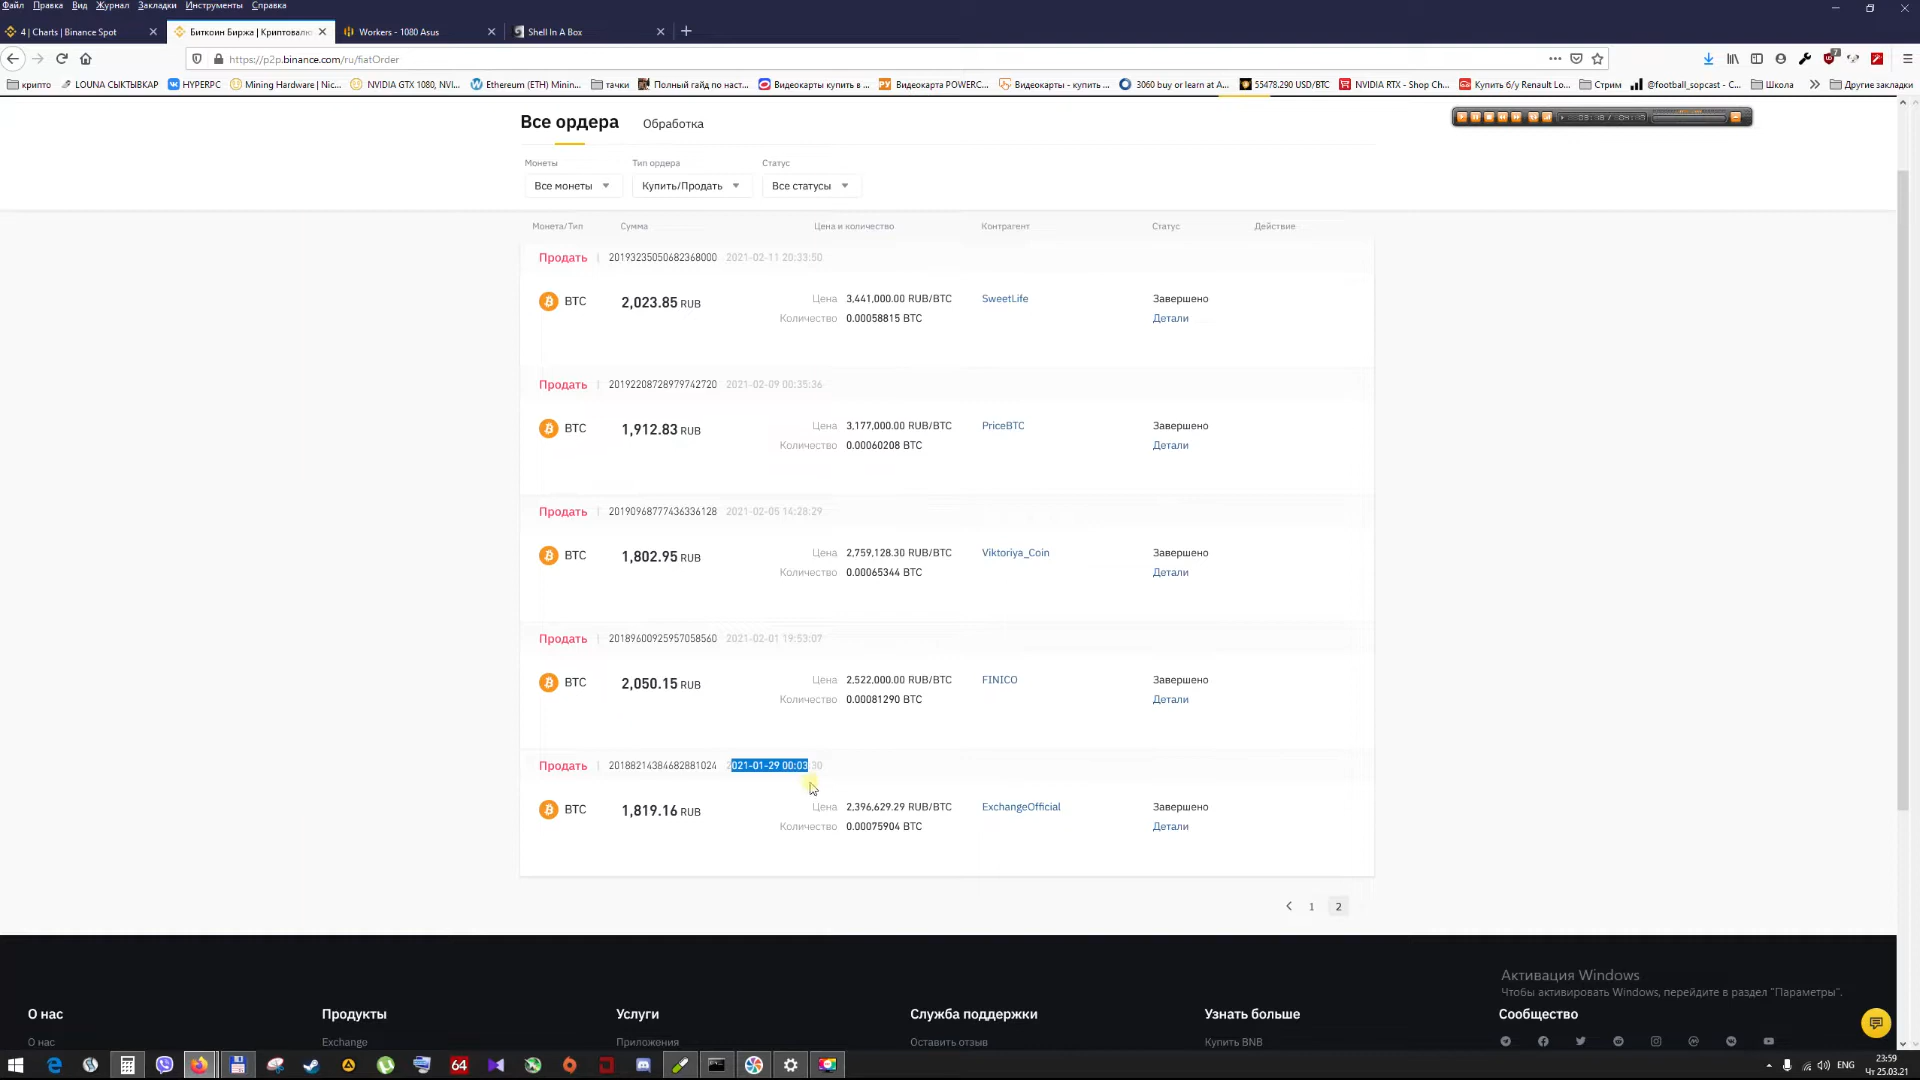 Файл Правка Вид Журнал Закладки Инструменты Справка
4 | Charts | Binance Spot
Биткоин Биржа | Криптовалю
Workers - 1080 Asus
Shell In A Box
https://p2p.binance.com/ru/fiatOrder
крипто LOUNA СЫКТЫВКАР HYPERPC Mining Hardware | Nic... NVIDIA GTX 1080, NVI... Ethereum (ETH) Minin... тачки Полный гайд по наст... Видеокарты купить в ... Видеокарта POWERC... Видеокарты - купить ... 3060 buy or learn at A... 55478.290 USD/BTC NVIDIA RTX - Shop Ch... Купить б/у Renault Lo... Стрим @football_sopcast - C... Школа Другие закладки
Все ордера Обработка
Монеты Тип ордера Статус
Все монеты Купить/Продать Все статусы
Монета/Тип Сумма Цена и количество Контрагент Статус Действие
Продать | 20193235050682368000 2021-02-11 20:33:50
BTC 2,023.85 RUB Цена 3,441,000.00 RUB/BTC SweetLife Завершено
Количество 0.00058815 BTC Детали
Продать | 20192208728979742720 2021-02-09 00:35:36
BTC 1,912.83 RUB Цена 3,177,000.00 RUB/BTC PriceBTC Завершено
Количество 0.00060208 BTC Детали
Продать | 20190968777436336128 2021-02-05 14:28:29
BTC 1,802.95 RUB Цена 2,759,128.30 RUB/BTC Viktoriya_Coin Завершено
Количество 0.00065344 BTC Детали
Продать | 20189600925957058560 2021-02-01 19:53:07
BTC 2,050.15 RUB Цена 2,522,000.00 RUB/BTC FINICO Завершено
Количество 0.00081290 BTC Детали
Продать | 20188214384682881024 2021-01-29 00:03:30
BTC 1,819.16 RUB Цена 2,396,629.29 RUB/BTC ExchangeOfficial Завершено
Количество 0.00075904 BTC Детали
1 2
Активация Windows
Чтобы активировать Windows, перейдите в раздел "Параметры".
О нас Продукты Услуги Служба поддержки Узнать больше Сообщество
О нас Exchange Приложения Оставить отзыв Купить BNB
64
ENG
23:59
Чт 25.03.21